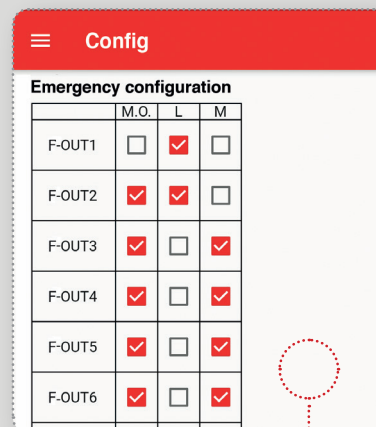 Config
Emergency configuration
M.O. L M
F-OUT1
F-OUT2
F-OUT3
F-OUT4
F-OUT5
F-OUT6